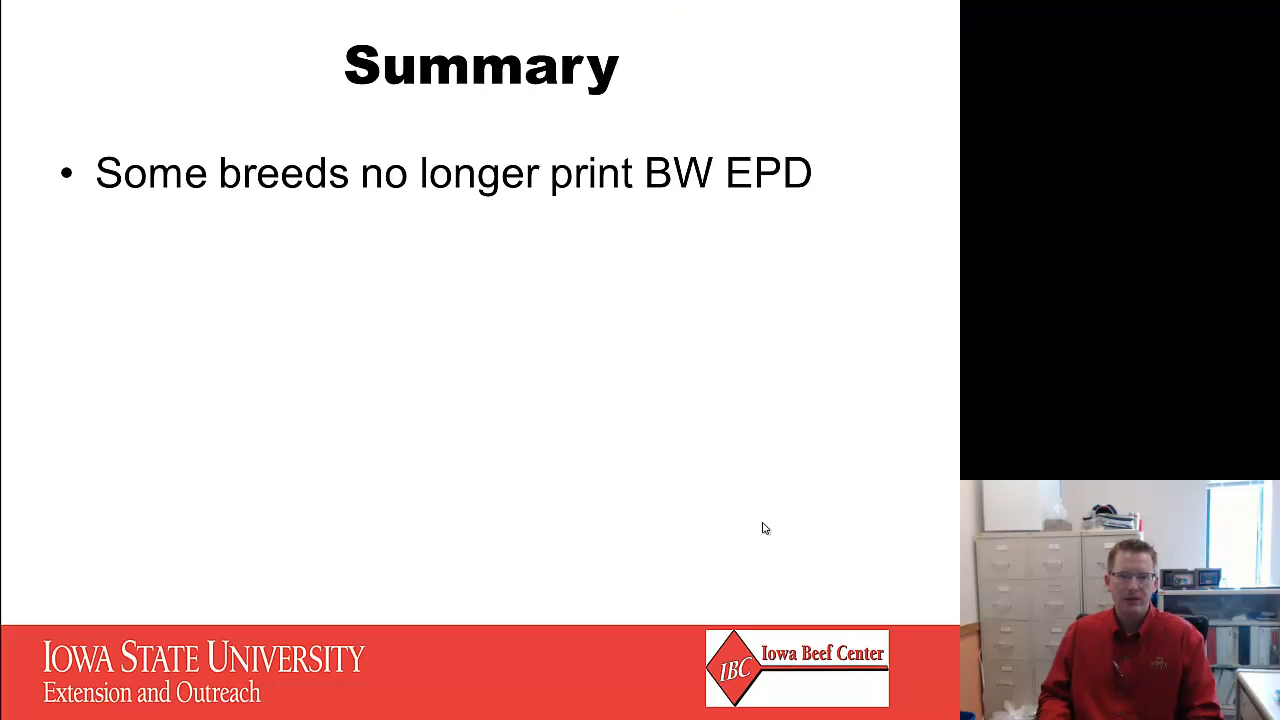 Summary
• Some breeds no longer print BW EPD
IOWA STATE UNIVERSITY
Extension and Outreach
IBC
Iowa Beef Center